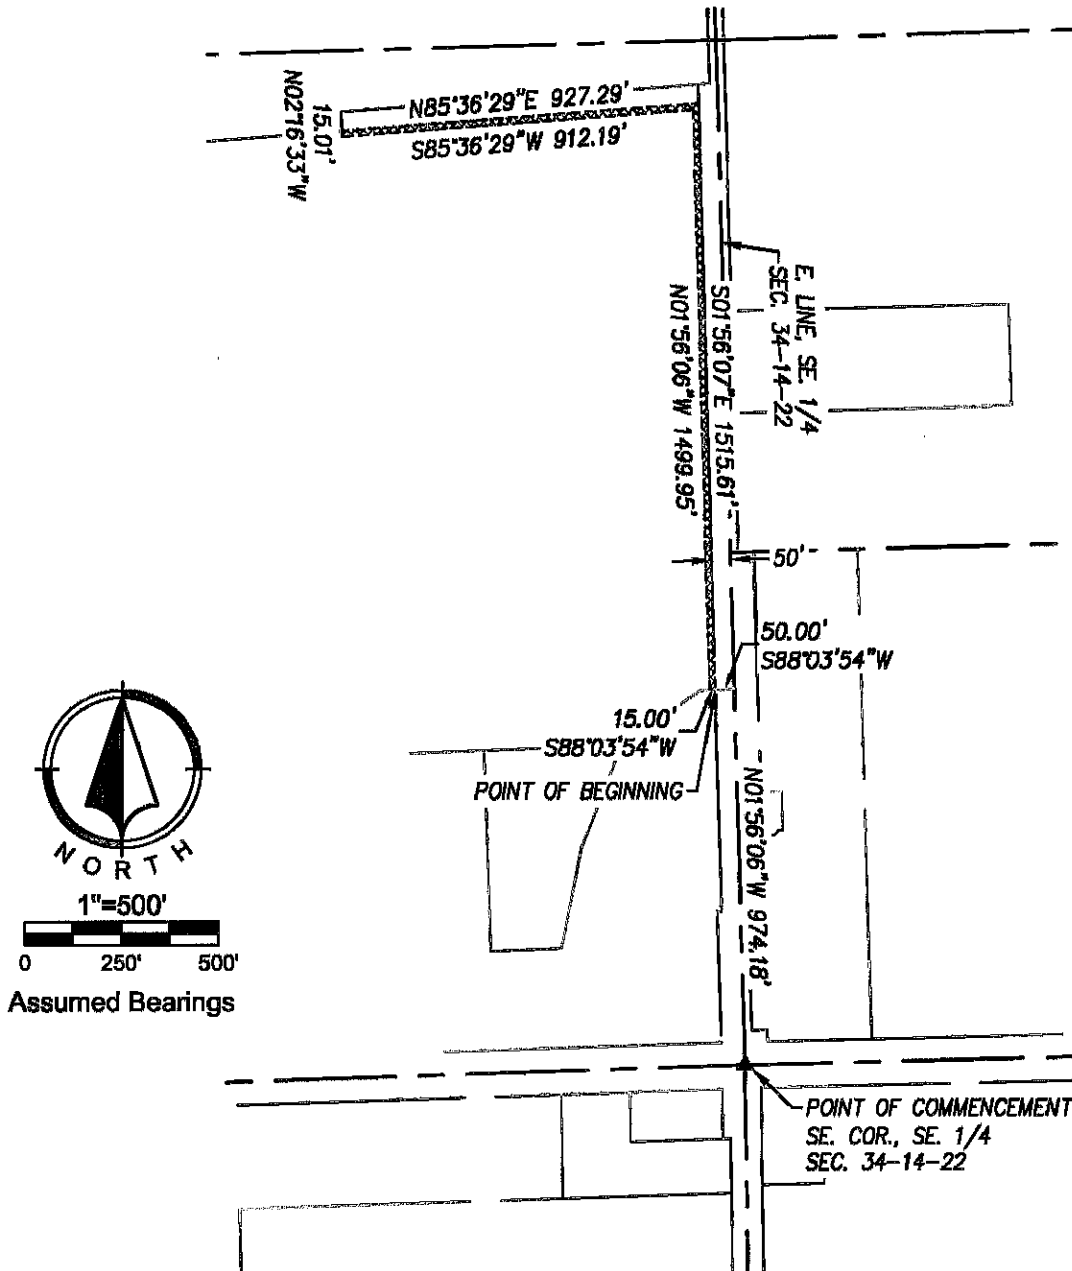 N85°36'29"E 927.29'
S85°36'29"W 912.19'
15.01'
N02°16'33"W
E. LINE, SE. 1/4
SEC. 34-14-22
S01°56'07"E 1515.61'
N01°56'06"W 1499.95'
50'
50.00'
S88°03'54"W
15.00'
S88°03'54"W
POINT OF BEGINNING
N01°56'06"W 974.18'
NORTH
1"=500'
0 250' 500'
Assumed Bearings
POINT OF COMMENCEMENT
SE. COR., SE. 1/4
SEC. 34-14-22